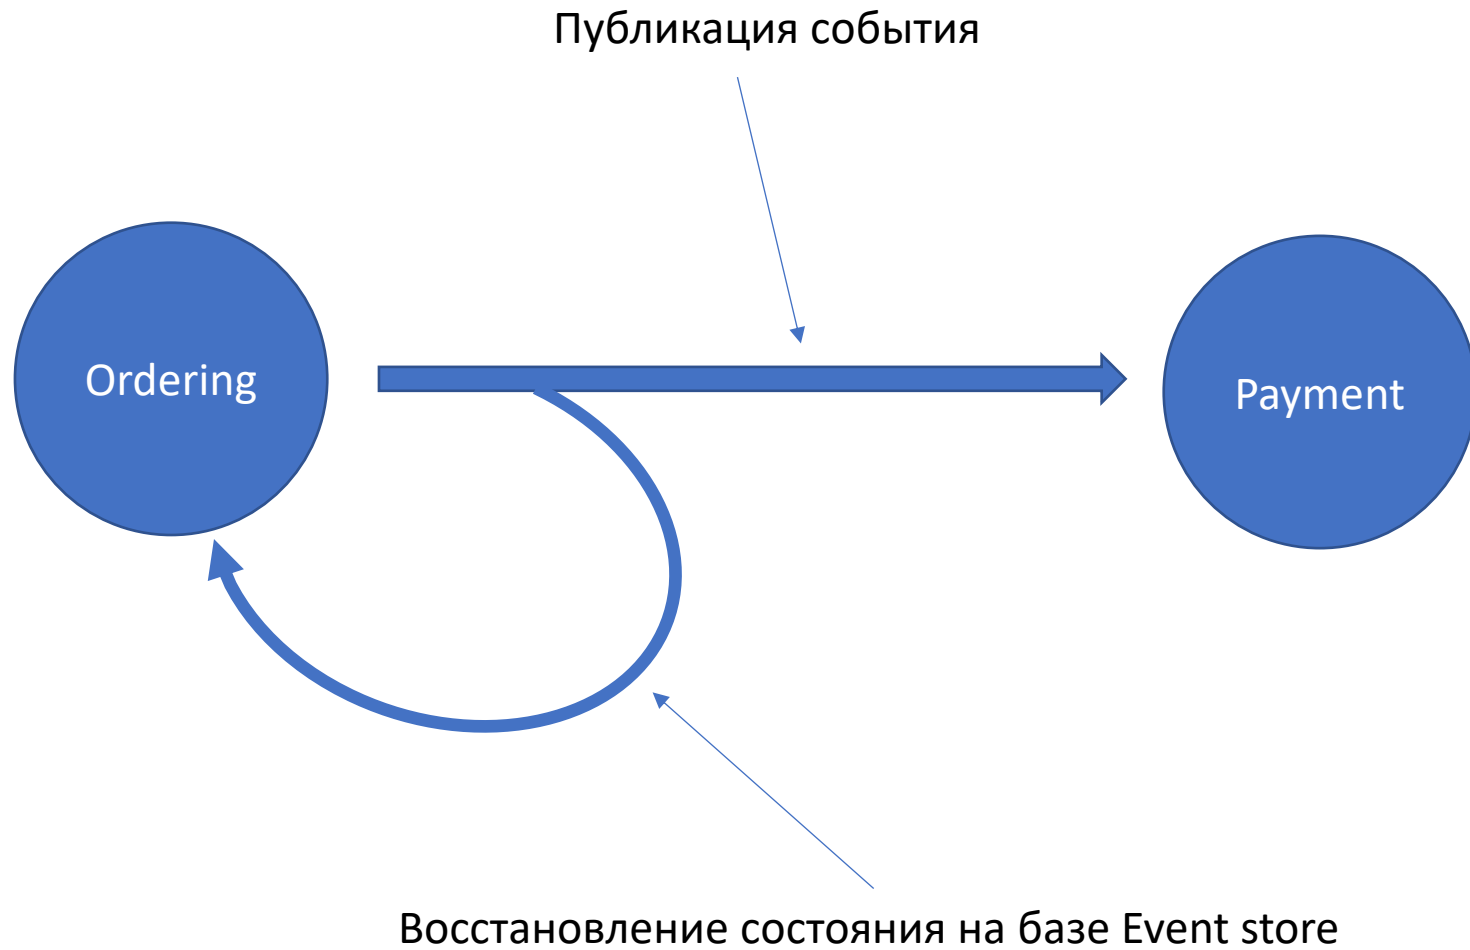 Публикация события
Ordering
Payment
Восстановление состояния на базе Event store